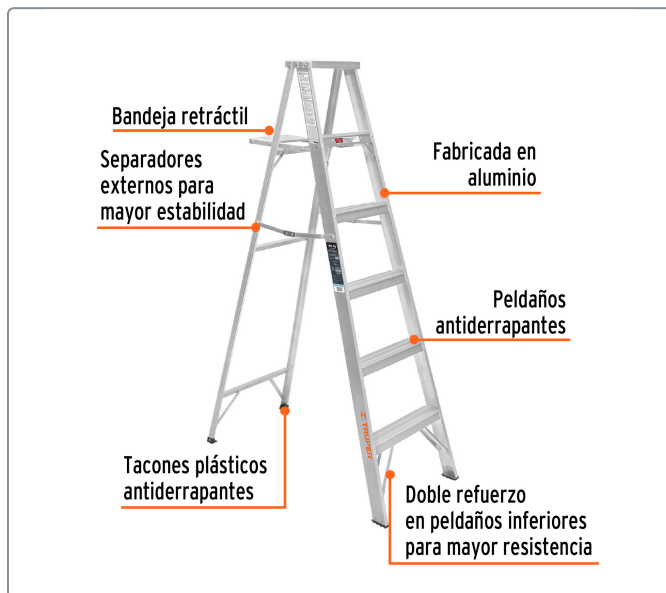 Bandeja retráctil
Separadores
externos para
mayor estabilidad
Fabricada en
aluminio
Peldaños
antiderrapantes
TRUPER
Tacones plásticos
antiderrapantes
Doble refuerzo
en peldaños inferiores
para mayor resistencia